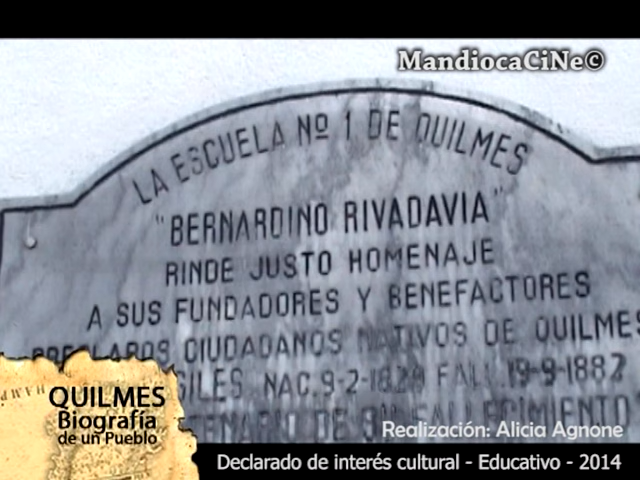 MandiocaCiNe©
LA ESCUELA Nº 1 DE QUILMES
"BERNARDINO RIVADAVIA"
RINDE JUSTO HOMENAJE
A SUS FUNDADORES Y BENEFACTORES
CIUDADANOS NATIVOS DE QUILMES
NAC. 9-2-1829 FALL. 19-9-1882
DE SU FALLECIMIENTO
QUILMES
Biografía
de un Pueblo
Realización: Alicia Agnone
Declarado de interés cultural - Educativo - 2014